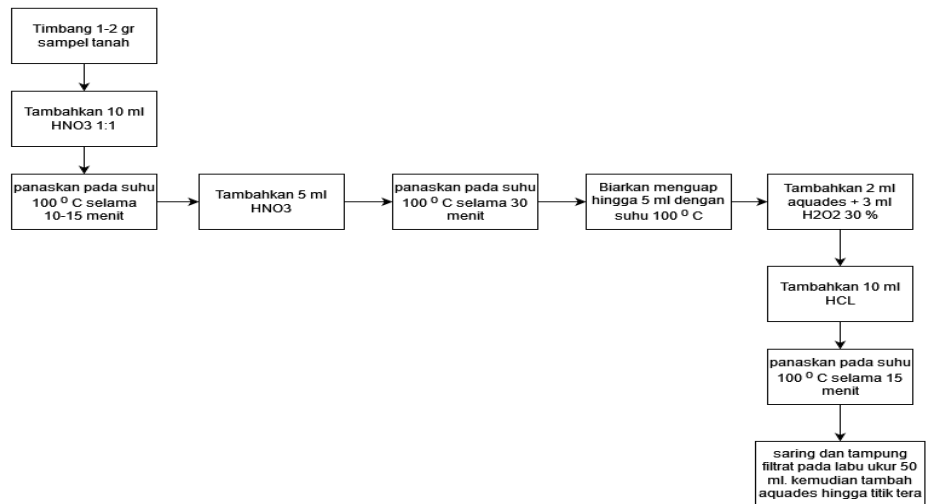 Timbang 1-2 gr
sampel tanah
Tambahkan 10 ml
HNO3 1:1
panaskan pada suhu
100 ⁰ C selama
10-15 menit
Tambahkan 5 ml
HNO3
panaskan pada suhu
100 ⁰ C selama 30
menit
Biarkan menguap
hingga 5 ml dengan
suhu 100 ⁰ C
Tambahkan 2 ml
aquades + 3 ml
H2O2 30 %
Tambahkan 10 ml
HCL
panaskan pada suhu
100 ⁰ C selama 15
menit
saring dan tampung
filtrat pada labu ukur 50
ml. kemudian tambah
aquades hingga titik tera